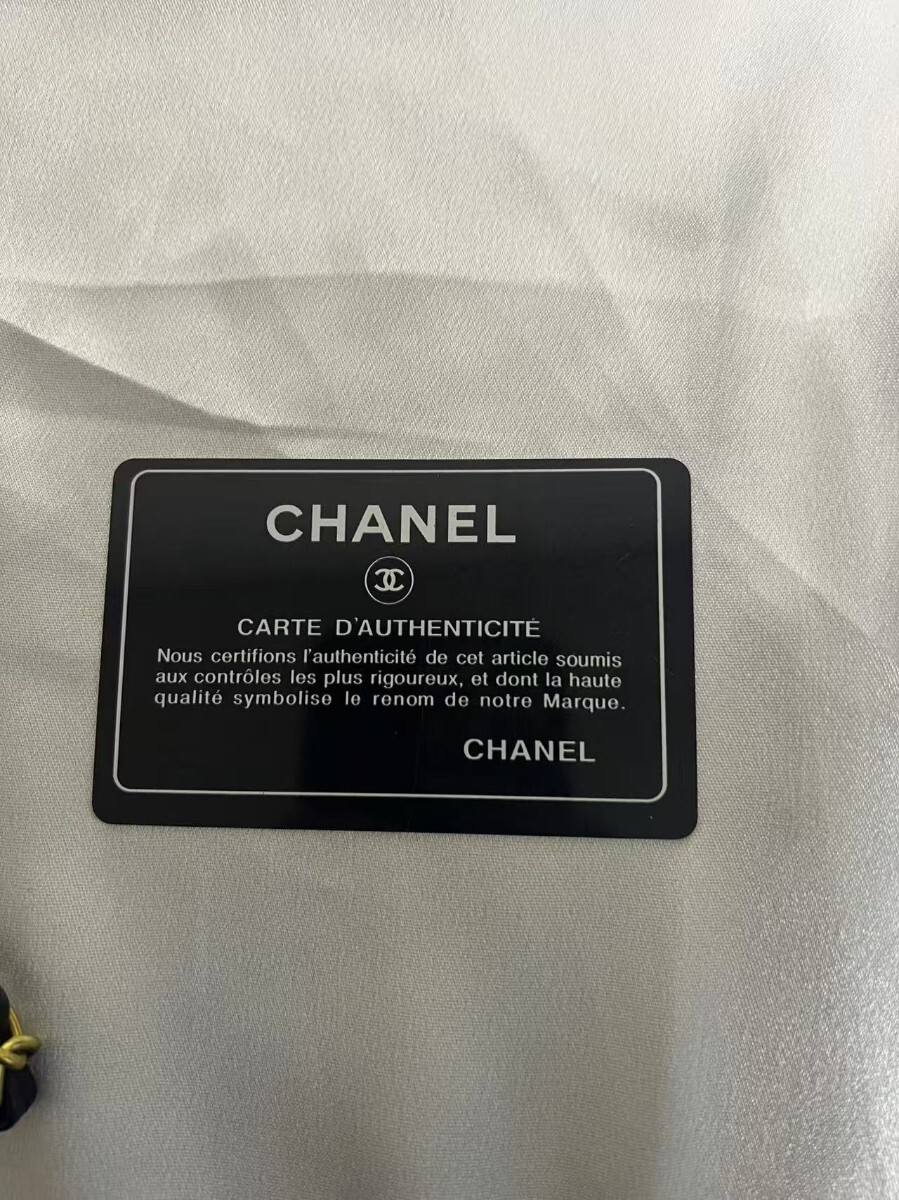 CHANEL
CARTE D'AUTHENTICITÉ
Nous certifions l'authenticité de cet article soumis
aux contrôles les plus rigoureux, et dont la haute
qualité symbolise le renom de notre Marque.
CHANEL